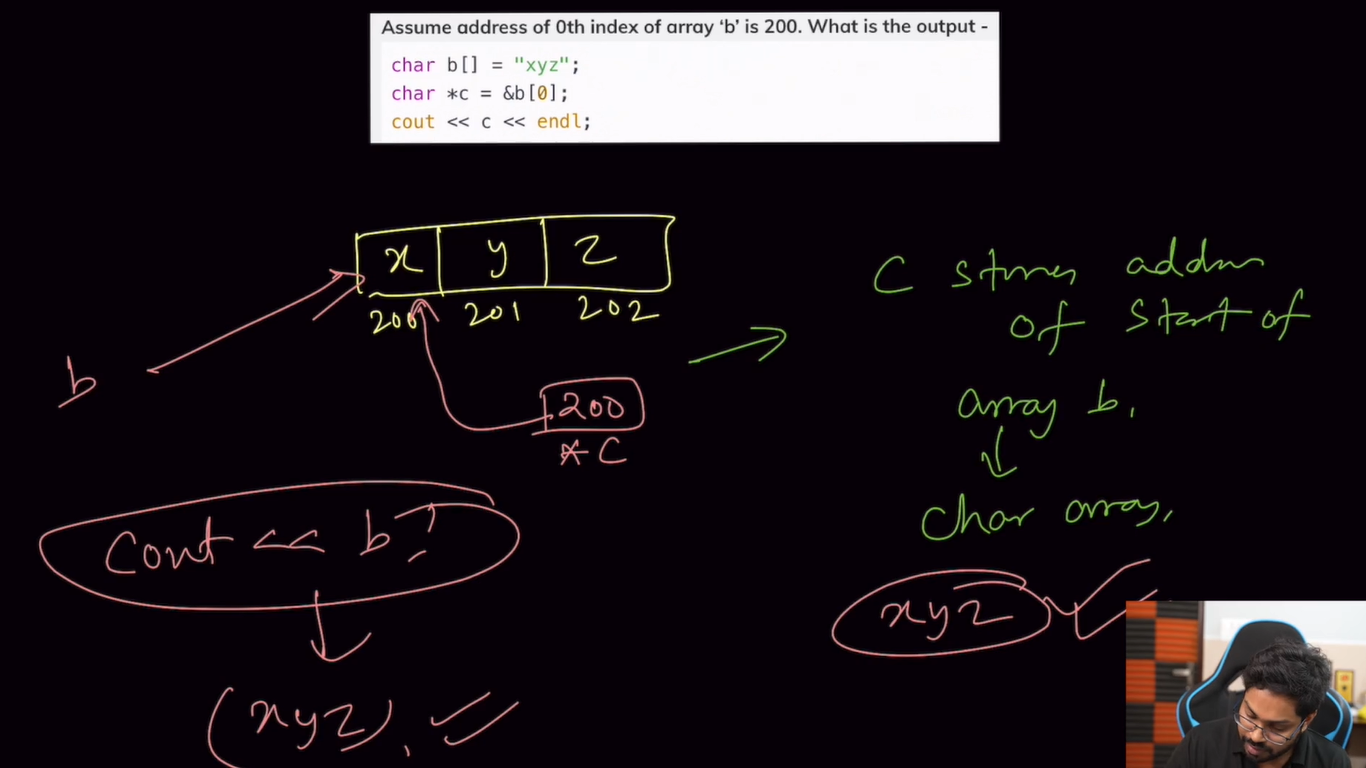 Assume address of 0th index of array ‘b’ is 200. What is the output -
char b[] = "xyz";
char *c = &b[0];
cout << c << endl;
x y z
200 201 202
b
200
*C
C stores address
of start of
array b,
↓
char array,
xyz
cout << b?
(xyz),